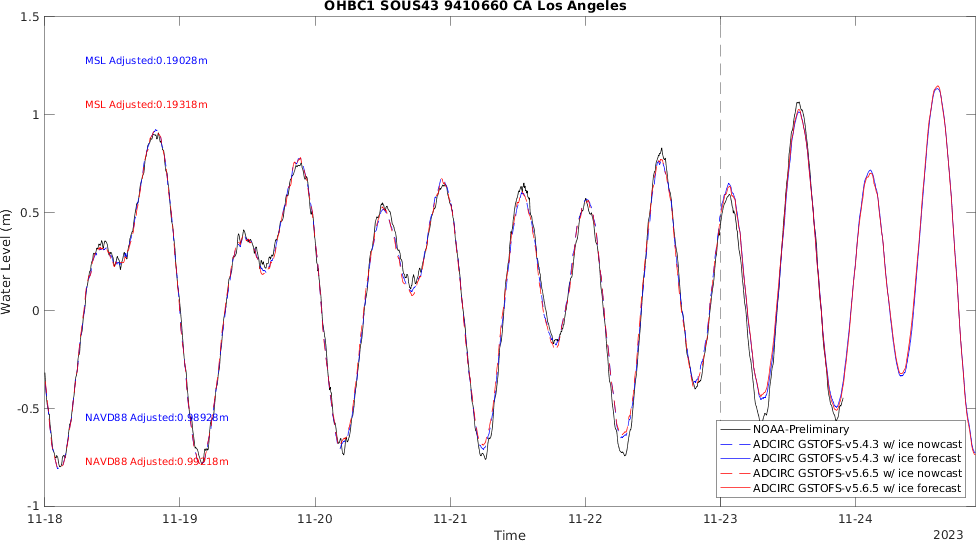 OHBC1 SOUS43 9410660 CA Los Angeles
1.5
MSL Adjusted:0.19028m
MSL Adjusted:0.19318m
1
0.5
Water Level (m)
0
-0.5
NAVD88 Adjusted:0.98928m
NAVD88 Adjusted:0.99218m
NOAA-Preliminary
ADCIRC GSTOFS-v5.4.3 w/ ice nowcast
ADCIRC GSTOFS-v5.4.3 w/ ice forecast
ADCIRC GSTOFS-v5.6.5 w/ ice nowcast
ADCIRC GSTOFS-v5.6.5 w/ ice forecast
-1
11-18 11-19 11-20 11-21 11-22 11-23 11-24
Time
2023